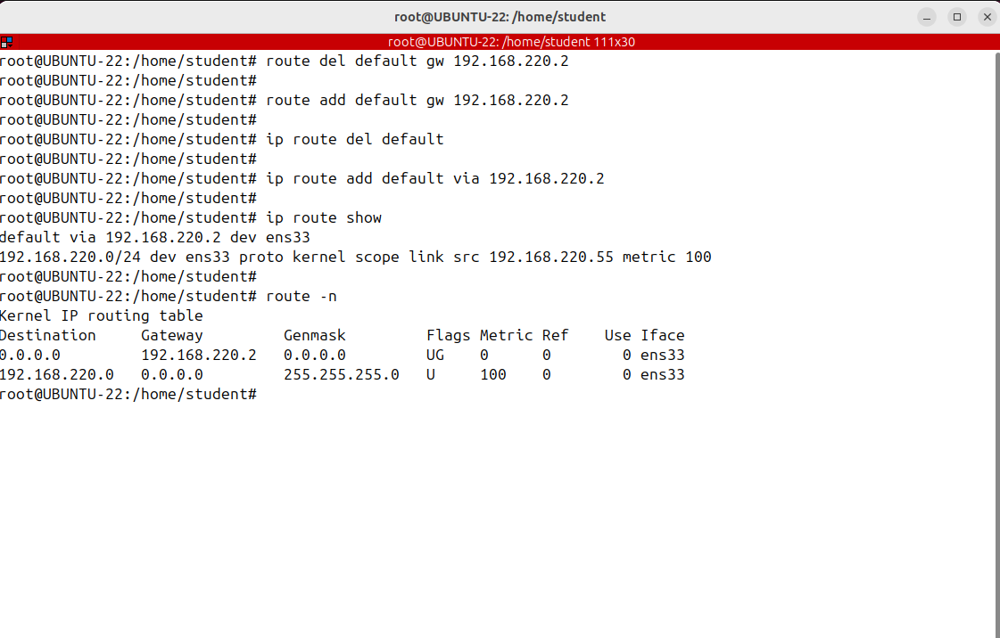 root@UBUNTU-22: /home/student
root@UBUNTU-22: /home/student 111x30
root@UBUNTU-22:/home/student# route del default gw 192.168.220.2
root@UBUNTU-22:/home/student#
root@UBUNTU-22:/home/student# route add default gw 192.168.220.2
root@UBUNTU-22:/home/student#
root@UBUNTU-22:/home/student# ip route del default
root@UBUNTU-22:/home/student#
root@UBUNTU-22:/home/student# ip route add default via 192.168.220.2
root@UBUNTU-22:/home/student#
root@UBUNTU-22:/home/student# ip route show
default via 192.168.220.2 dev ens33
192.168.220.0/24 dev ens33 proto kernel scope link src 192.168.220.55 metric 100
root@UBUNTU-22:/home/student#
root@UBUNTU-22:/home/student# route -n
Kernel IP routing table
Destination     Gateway         Genmask         Flags Metric Ref    Use Iface
0.0.0.0         192.168.220.2   0.0.0.0         UG    0      0        0 ens33
192.168.220.0   0.0.0.0         255.255.255.0   U     100    0        0 ens33
root@UBUNTU-22:/home/student#